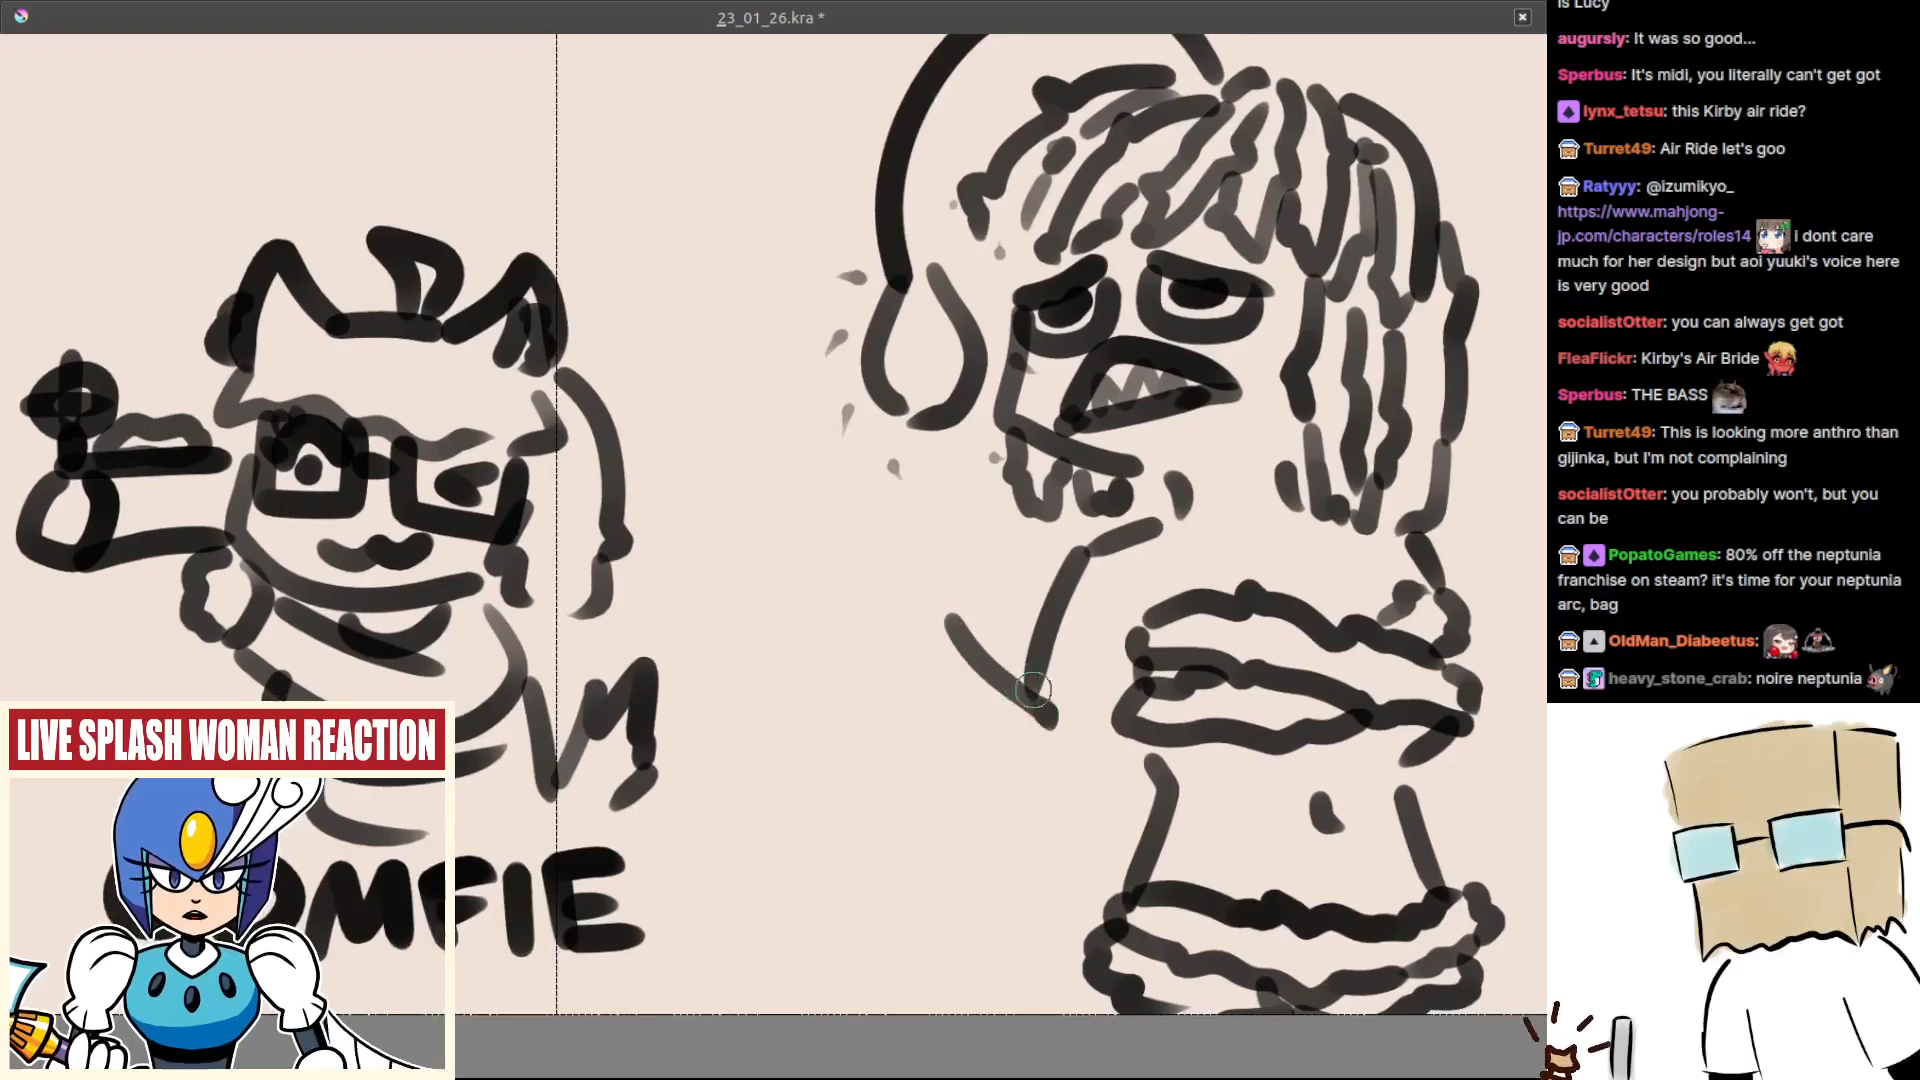 23_01_26.kra *
is Lucy
augursly: It was so good...
Sperbus: It's midi, you literally can't get got
lynx_tetsu: this Kirby air ride?
Turret49: Air Ride let's goo
Ratyyy: @izumikyo_
https://www.mahjong-
jp.com/characters/roles14 i dont care
much for her design but aoi yuuki's voice here
is very good
socialistOtter: you can always get got
FleaFlickr: Kirby's Air Bride
Sperbus: THE BASS
Turret49: This is looking more anthro than
gijinka, but I'm not complaining
socialistOtter: you probably won't, but you
can be
PopatoGames: 80% off the neptunia
franchise on steam? it's time for your neptunia
arc, bag
OldMan_Diabeetus:
heavy_stone_crab: noire neptunia
LIVE SPLASH WOMAN REACTION